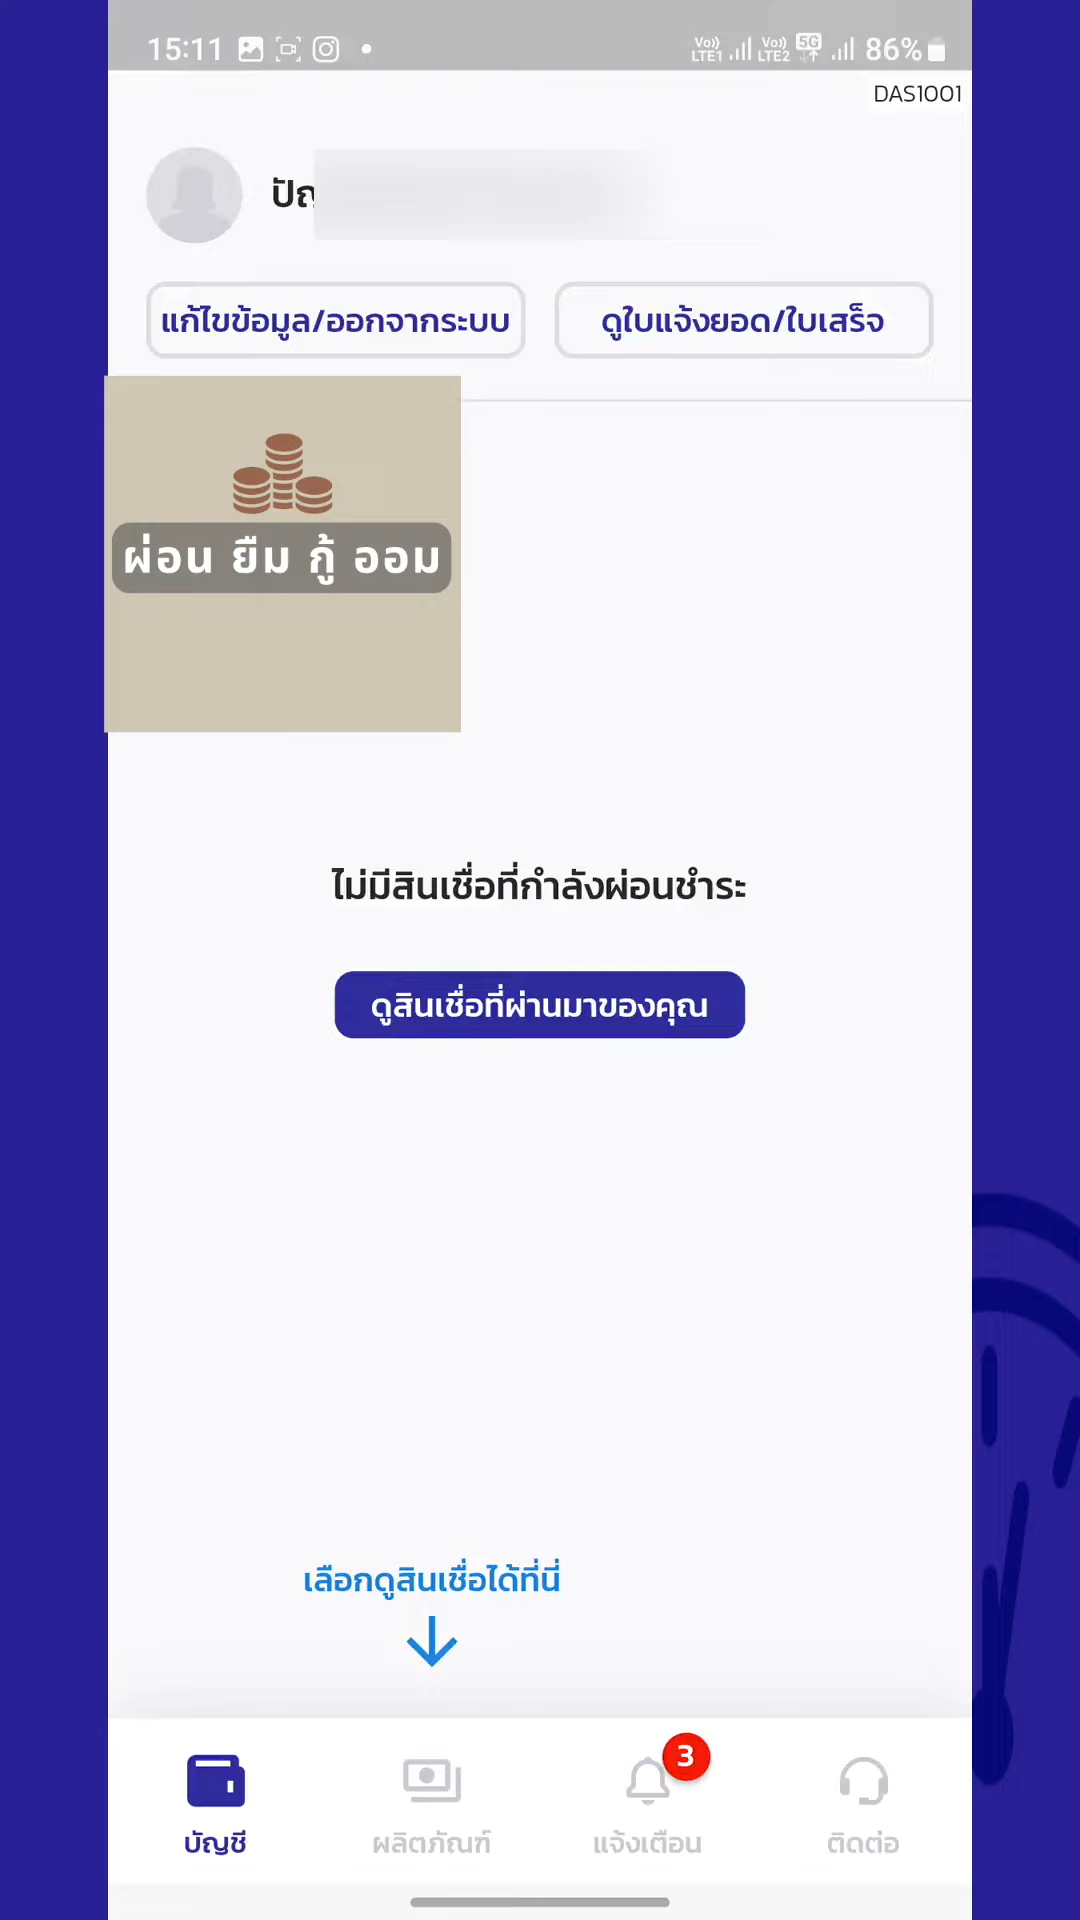 15:11
Vo)) LTE1 Vo)) LTE2 5G 86%
DAS1001
แก้ไขข้อมูล/ออกจากระบบ
ดูใบแจ้งยอด/ใบเสร็จ
ผ่อน ยืม กู้ ออม
ไม่มีสินเชื่อที่กำลังผ่อนชำระ
ดูสินเชื่อที่ผ่านมาของคุณ
เลือกดูสินเชื่อได้ที่นี่
3
บัญชี
ผลิตภัณฑ์
แจ้งเตือน
ติดต่อ